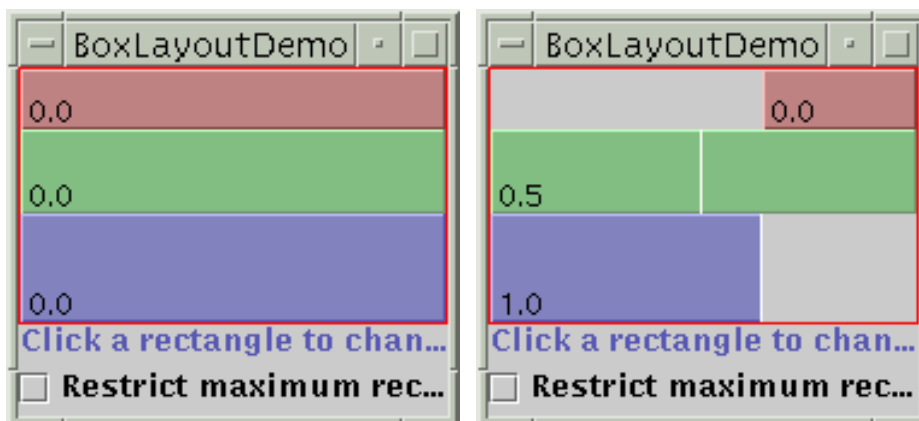 BoxLayoutDemo
0.0
0.0
0.0
Click a rectangle to chan...
Restrict maximum rec...
BoxLayoutDemo
0.0
0.5
1.0
Click a rectangle to chan...
Restrict maximum rec...